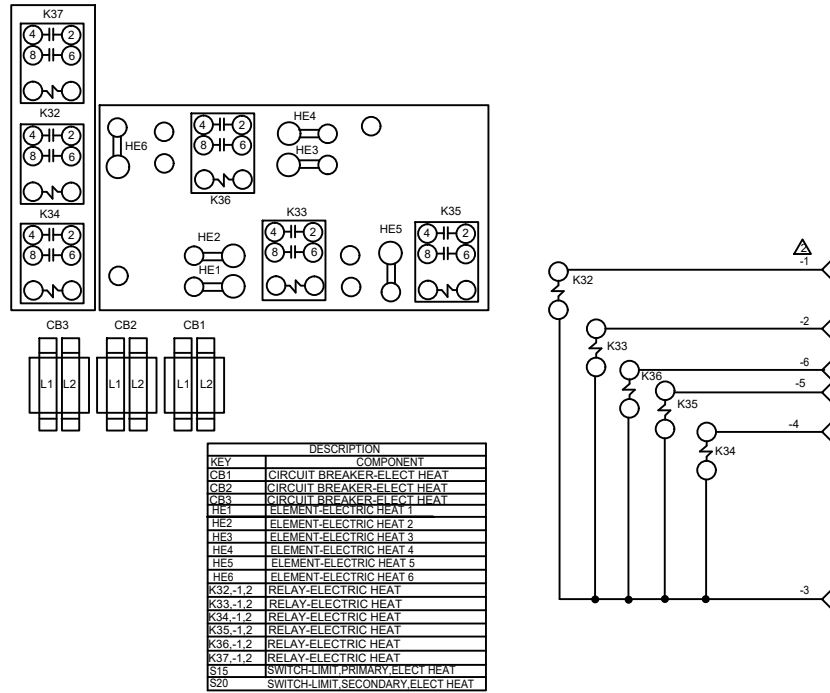 K37
4 2
8 6
K32
4 2
8 6
K34
4 2
8 6
HE6
4 2
8 6
K36
HE4
HE3
HE2
HE1
K33
4 2
8 6
HE5
K35
4 2
8 6
CB3 CB2 CB1
L1 L2 L1 L2 L1 L2
2
-1
K32
-2
K33
-6
K36
-5
K35
-4
K34
-3
DESCRIPTION
KEY COMPONENT
CB1 CIRCUIT BREAKER-ELECT HEAT
CB2 CIRCUIT BREAKER-ELECT HEAT
CB3 CIRCUIT BREAKER-ELECT HEAT
HE1 ELEMENT-ELECTRIC HEAT 1
HE2 ELEMENT-ELECTRIC HEAT 2
HE3 ELEMENT-ELECTRIC HEAT 3
HE4 ELEMENT-ELECTRIC HEAT 4
HE5 ELEMENT-ELECTRIC HEAT 5
HE6 ELEMENT-ELECTRIC HEAT 6
K32,-1,2 RELAY-ELECTRIC HEAT
K33,-1,2 RELAY-ELECTRIC HEAT
K34,-1,2 RELAY-ELECTRIC HEAT
K35,-1,2 RELAY-ELECTRIC HEAT
K36,-1,2 RELAY-ELECTRIC HEAT
K37,-1,2 RELAY-ELECTRIC HEAT
S15 SWITCH-LIMIT,PRIMARY,ELECT HEAT
S20 SWITCH-LIMIT,SECONDARY,ELECT HEAT